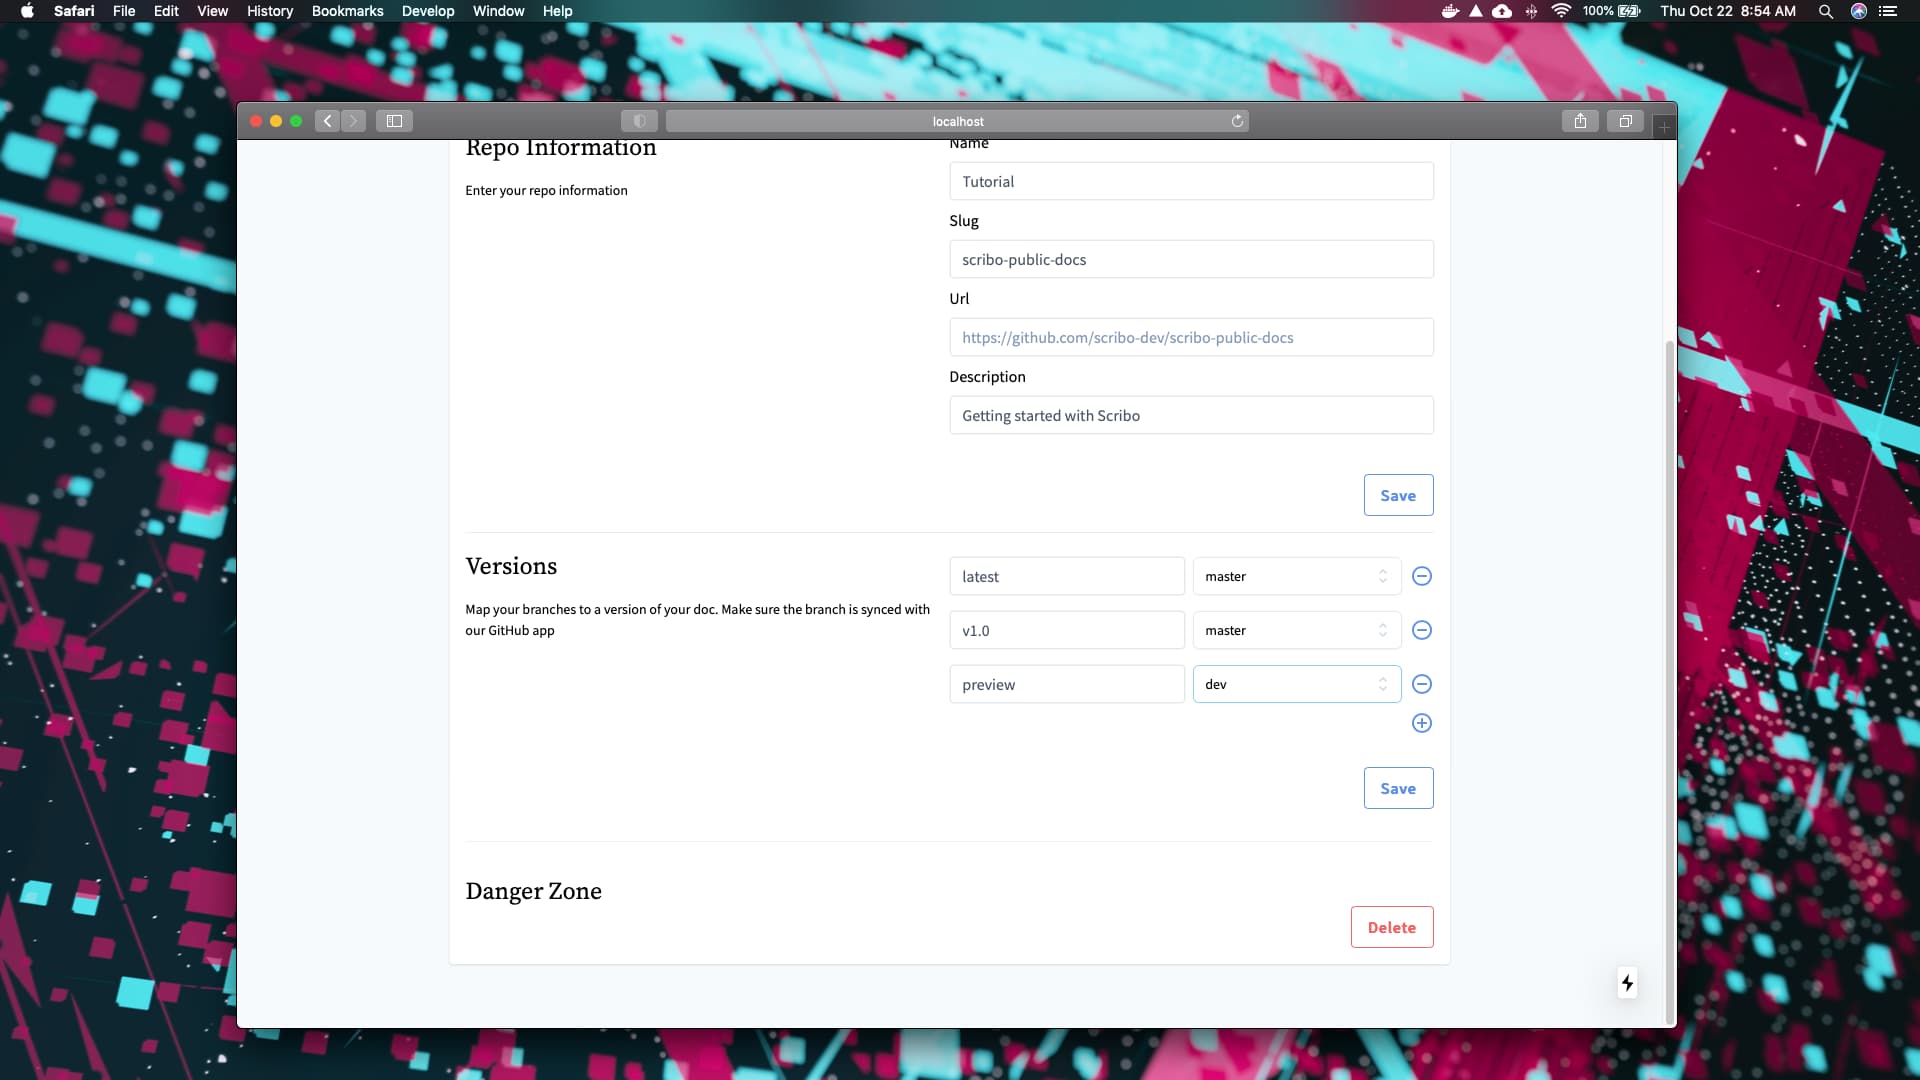 Safari File Edit View History Bookmarks Develop Window Help
100% Thu Oct 22 8:54 AM
localhost
Repo Information
Enter your repo information
Name
Tutorial
Slug
scribo-public-docs
Url
https://github.com/scribo-dev/scribo-public-docs
Description
Getting started with Scribo
Save
Versions
Map your branches to a version of your doc. Make sure the branch is synced with
our GitHub app
latest master
v1.0 master
preview dev
Save
Danger Zone
Delete